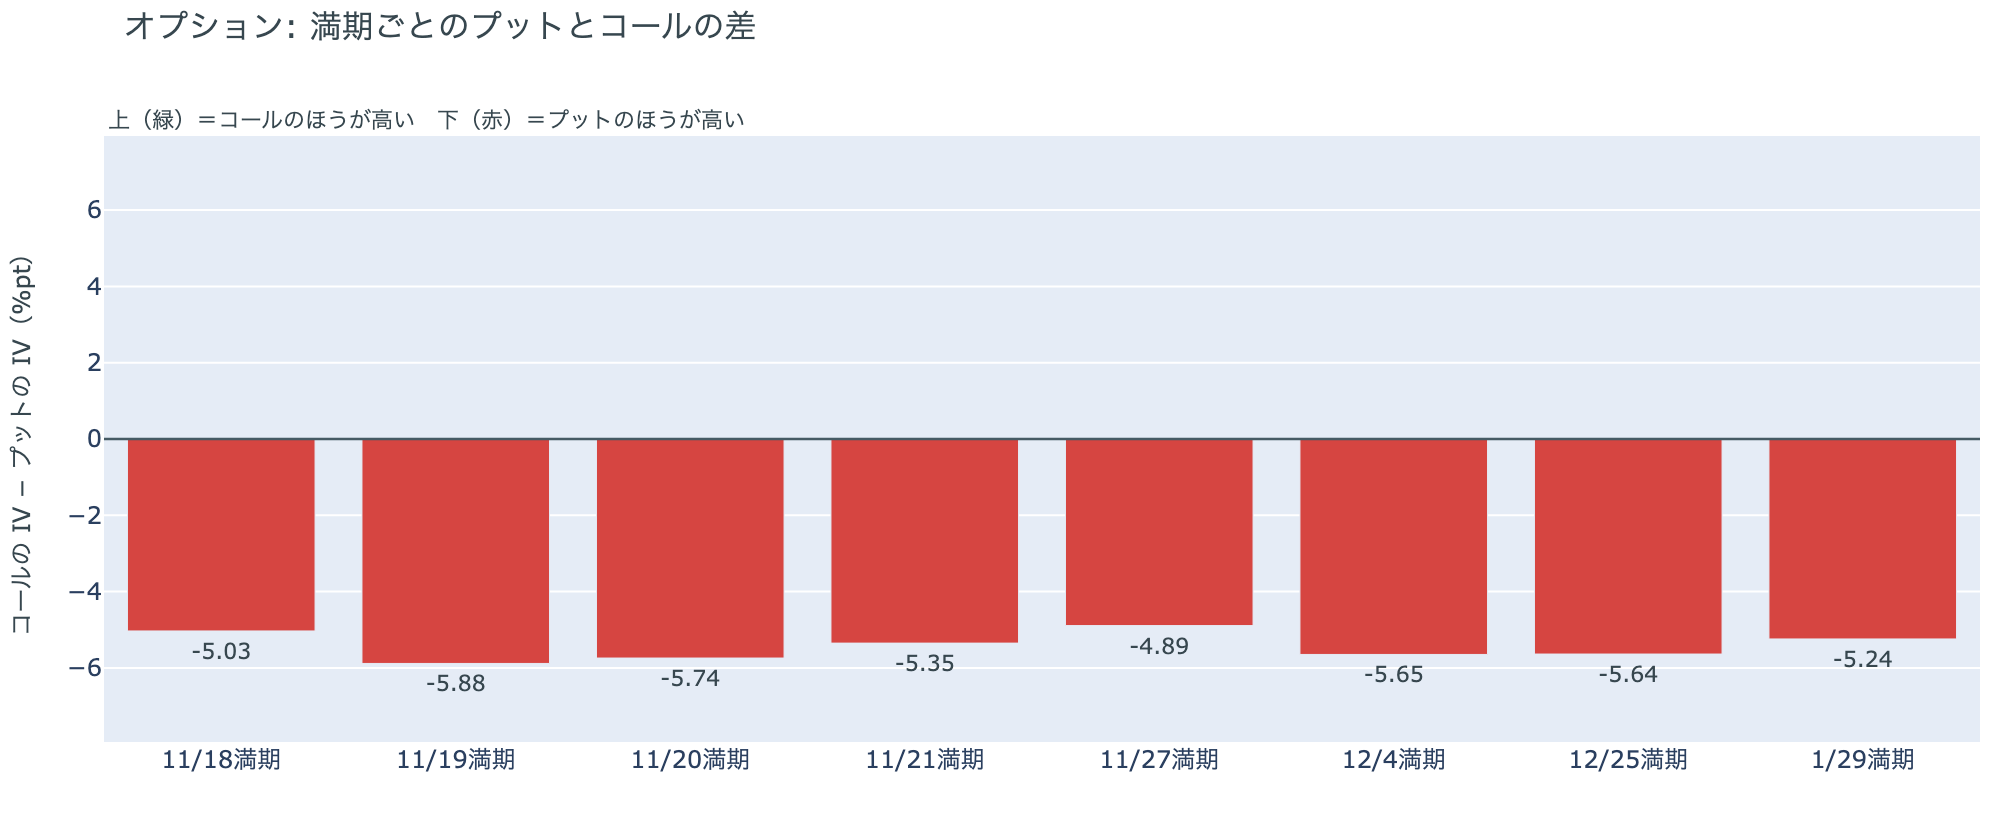 オプション: 満期ごとのプットとコールの差
上（緑）＝コールのほうが高い　下（赤）＝プットのほうが高い
コールの IV − プットの IV（%pt）
6
4
2
0
−2
−4
−6
-5.03
-5.88
-5.74
-5.35
-4.89
-5.65
-5.64
-5.24
11/18満期
11/19満期
11/20満期
11/21満期
11/27満期
12/4満期
12/25満期
1/29満期